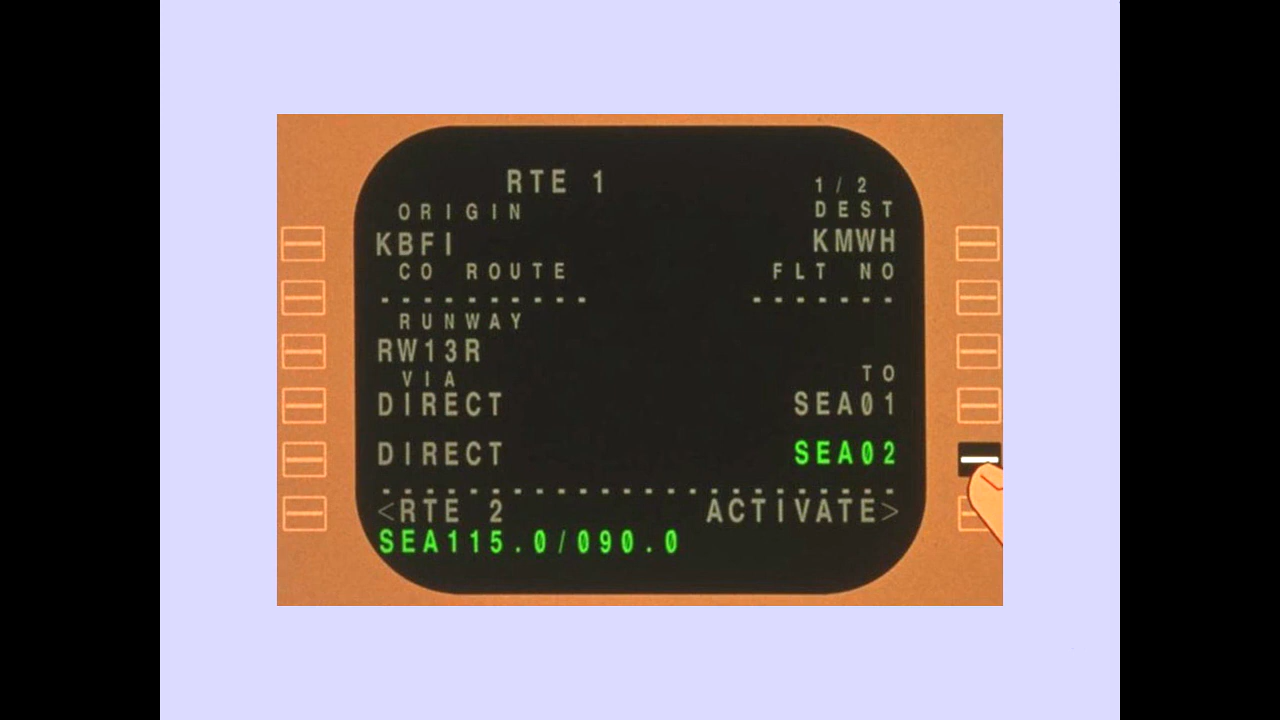 RTE 1 1/2
ORIGIN DEST
KBFI KMWH
CO ROUTE FLT NO
---------- -------
RUNWAY
RW13R
VIA TO
DIRECT SEA01
DIRECT SEA02
------------------------
<RTE 2 ACTIVATE>
SEA115.0/090.0